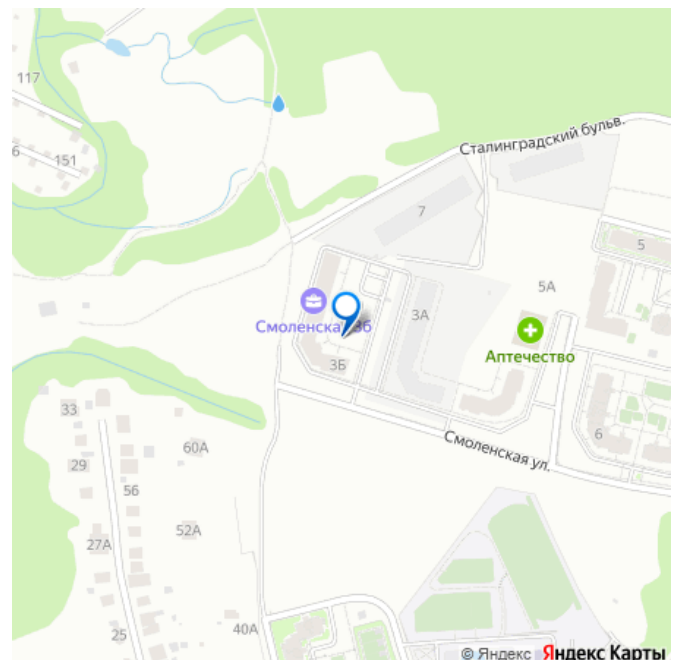 117
Сталинградский бульв.
6
151
7
5
5А
Смоленская 3б
3А
Аптечество
3Б
33
Смоленская ул.
6
60А
29
56
52А
27А
25
40А
© Яндекс Яндекс Карты